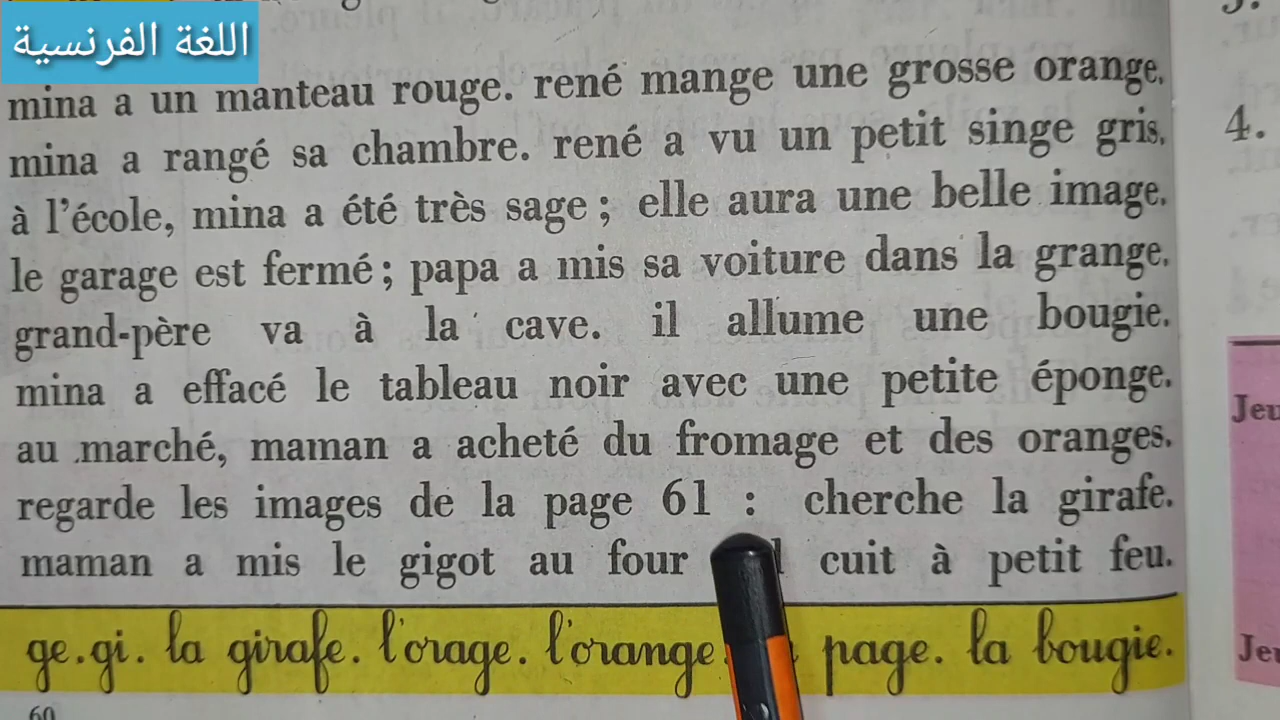 اللغة الفرنسية
mina a un manteau rouge. rené mange une grosse orange.
mina a rangé sa chambre. rené a vu un petit singe gris.
à l'école, mina a été très sage ; elle aura une belle image.
le garage est fermé ; papa a mis sa voiture dans la grange.
grand-père va à la cave. il allume une bougie.
mina a effacé le tableau noir avec une petite éponge.
au marché, maman a acheté du fromage et des oranges.
regarde les images de la page 61 : cherche la girafe.
maman a mis le gigot au four cuit à petit feu.
ge. gi. la girafe. l'orage. l'orange. page. la bougie.
60
4.
Jeu
Jeu